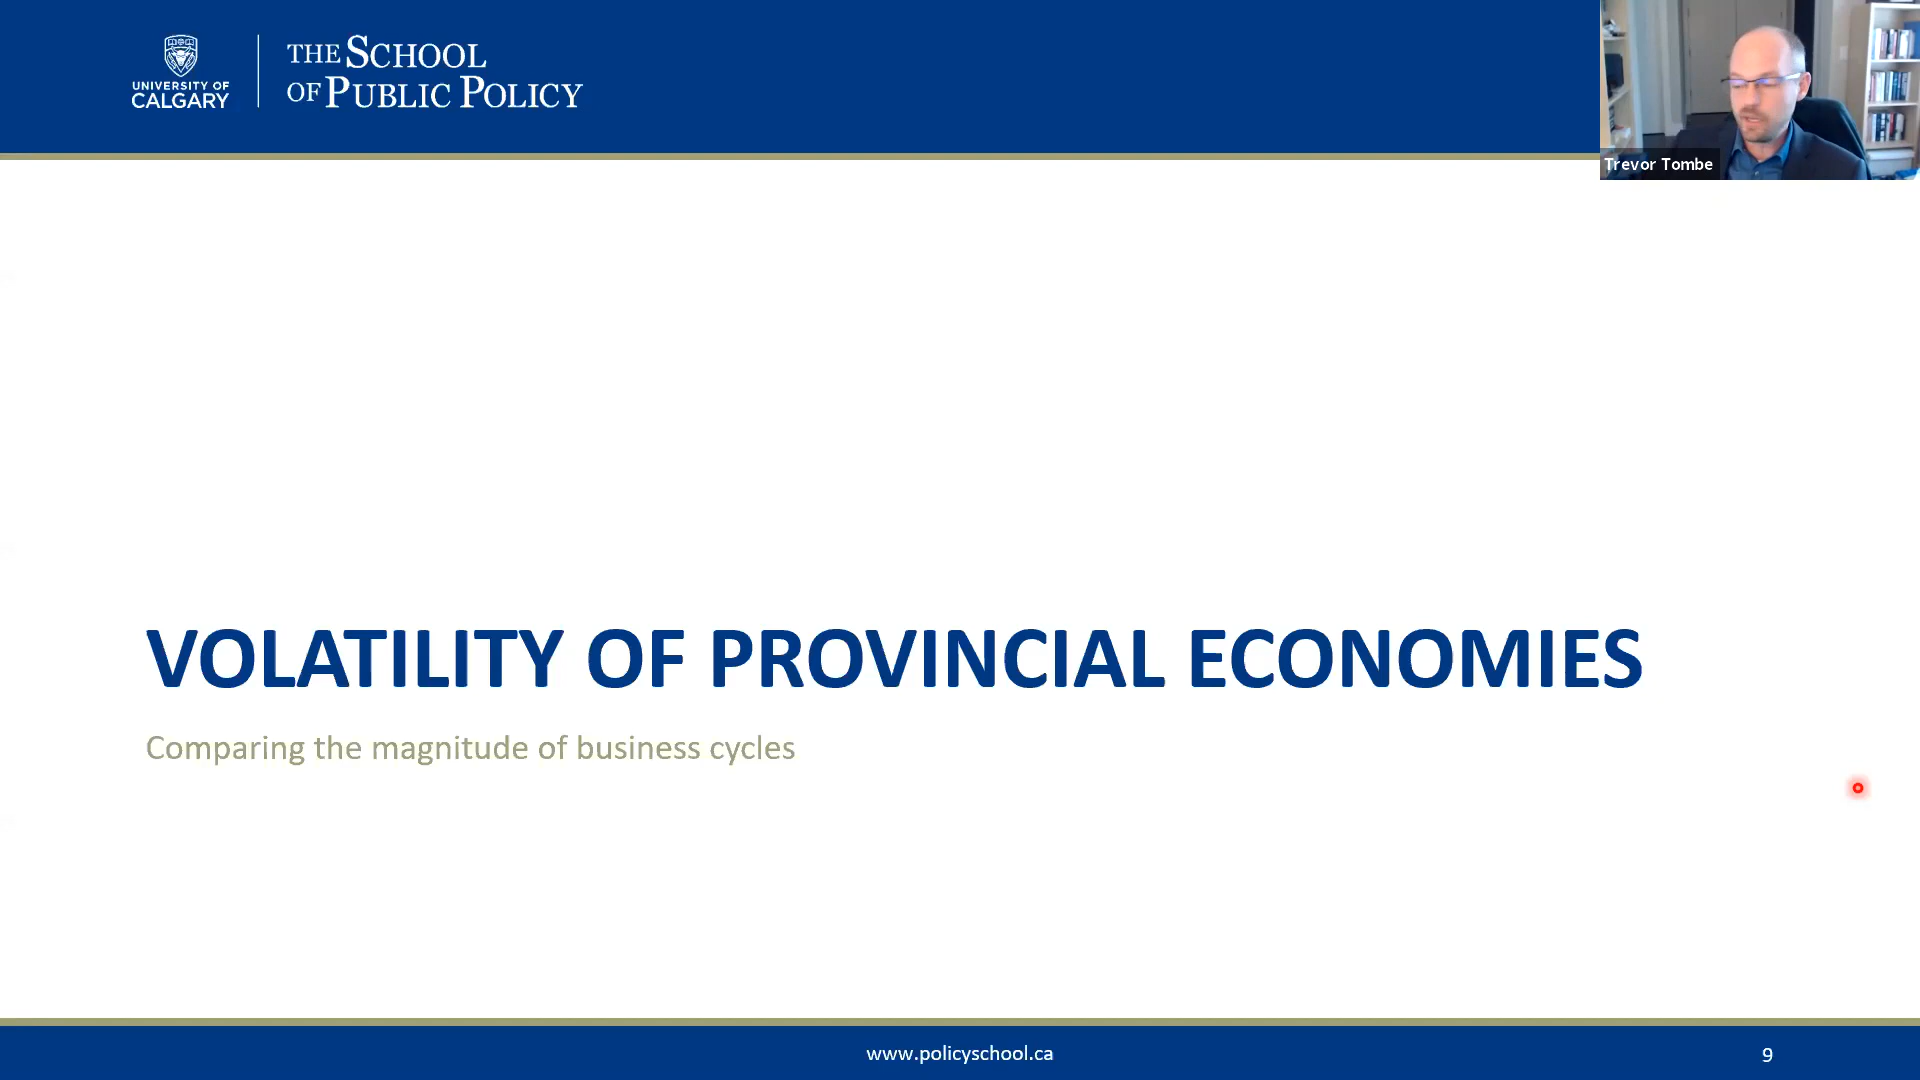 UNIVERSITY OF
CALGARY
THE SCHOOL
OF PUBLIC POLICY
Trevor Tombe
VOLATILITY OF PROVINCIAL ECONOMIES
Comparing the magnitude of business cycles
www.policyschool.ca
9